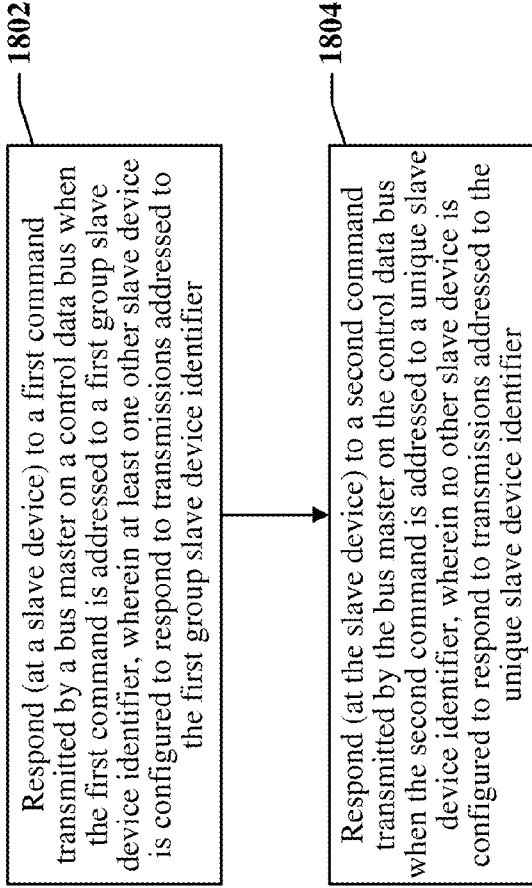 1802
Respond (at a slave device) to a first command
transmitted by a bus master on a control data bus when
the first command is addressed to a first group slave
device identifier, wherein at least one other slave device
is configured to respond to transmissions addressed to
the first group slave device identifier
1804
Respond (at the slave device) to a second command
transmitted by the bus master on the control data bus
when the second command is addressed to a unique slave
device identifier, wherein no other slave device is
configured to respond to transmissions addressed to the
unique slave device identifier